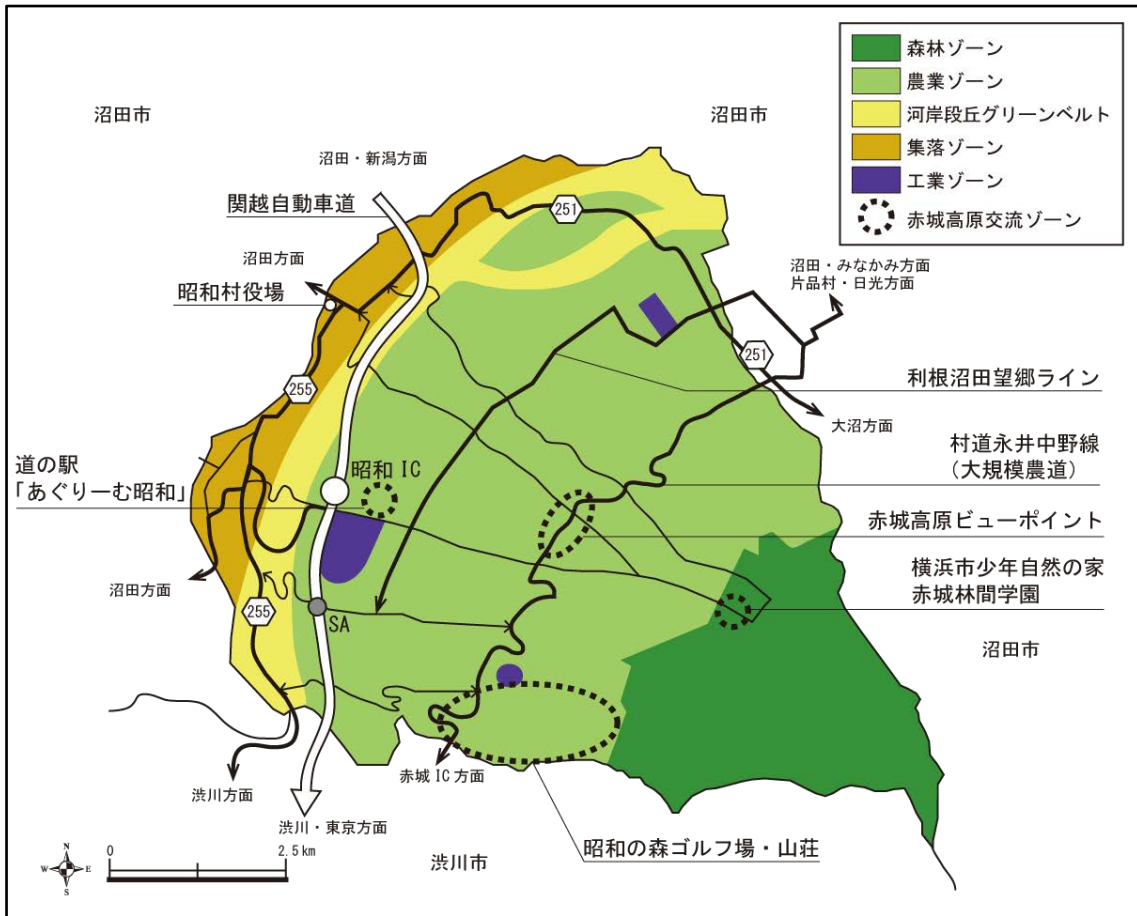 森林ゾーン
農業ゾーン
河岸段丘グリーンベルト
集落ゾーン
工業ゾーン
赤城高原交流ゾーン
沼田市
沼田市
沼田・新潟方面
関越自動車道
251
沼田方面
昭和村役場
沼田・みなかみ方面
片品村・日光方面
251
利根沼田望郷ライン
255
大沼方面
村道永井中野線
(大規模農道)
道の駅
「あぐりーむ昭和」
昭和 IC
赤城高原ビューポイント
横浜市少年自然の家
赤城林間学園
沼田方面
255
SA
沼田市
渋川方面
赤城 IC 方面
渋川・東京方面
昭和の森ゴルフ場・山荘
渋川市
N
W
E
S
0
2.5km